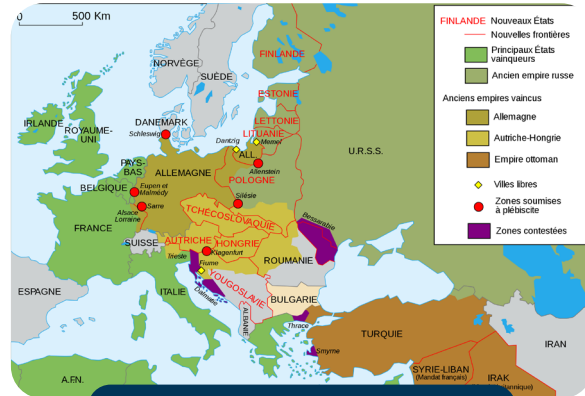 0 500 Km
FINLANDE Nouveaux États
Nouvelles frontières
Principaux États
vainqueurs
Ancien empire russe
Anciens empires vaincus
Allemagne
Autriche-Hongrie
Empire ottoman
Villes libres
Zones soumises
à plébiscite
Zones contestées
NORVÈGE
SUÈDE
FINLANDE
ESTONIE
LETTONIE
LITUANIE
DANEMARK
Schleswig
Dantzig
Memel
IRLANDE
ROYAUME-
UNI
ALL.
Allenstein
U.R.S.S.
PAYS-
BAS
ALLEMAGNE
POLOGNE
BELGIQUE
Eupen et
Malmédy
Silésie
Sarre
Alsace
Lorraine
TCHÉCOSLOVAQUIE
Bessarabie
FRANCE
SUISSE
AUTRICHE
HONGRIE
Klagenfurt
Trieste
Fiume
ROUMANIE
YOUGOSLAVIE
Dalmatie
ESPAGNE
ITALIE
BULGARIE
ALBANIE
Thrace
TURQUIE
IRAN
Smyrne
A.F.N.
SYRIE-LIBAN
(Mandat français)
IRAK